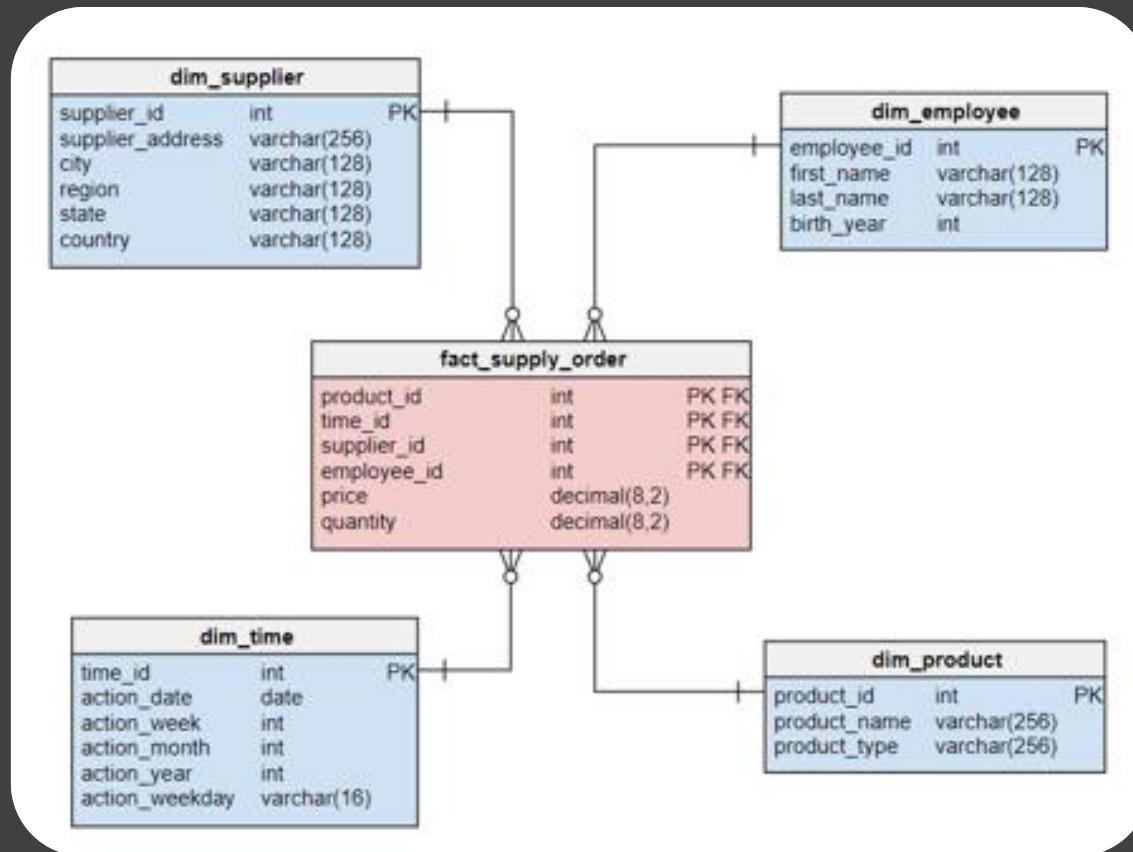 dim_supplier
supplier_id int PK
supplier_address varchar(256)
city varchar(128)
region varchar(128)
state varchar(128)
country varchar(128)
dim_employee
employee_id int PK
first_name varchar(128)
last_name varchar(128)
birth_year int
fact_supply_order
product_id int PK FK
time_id int PK FK
supplier_id int PK FK
employee_id int PK FK
price decimal(8,2)
quantity decimal(8,2)
dim_time
time_id int PK
action_date date
action_week int
action_month int
action_year int
action_weekday varchar(16)
dim_product
product_id int PK
product_name varchar(256)
product_type varchar(256)